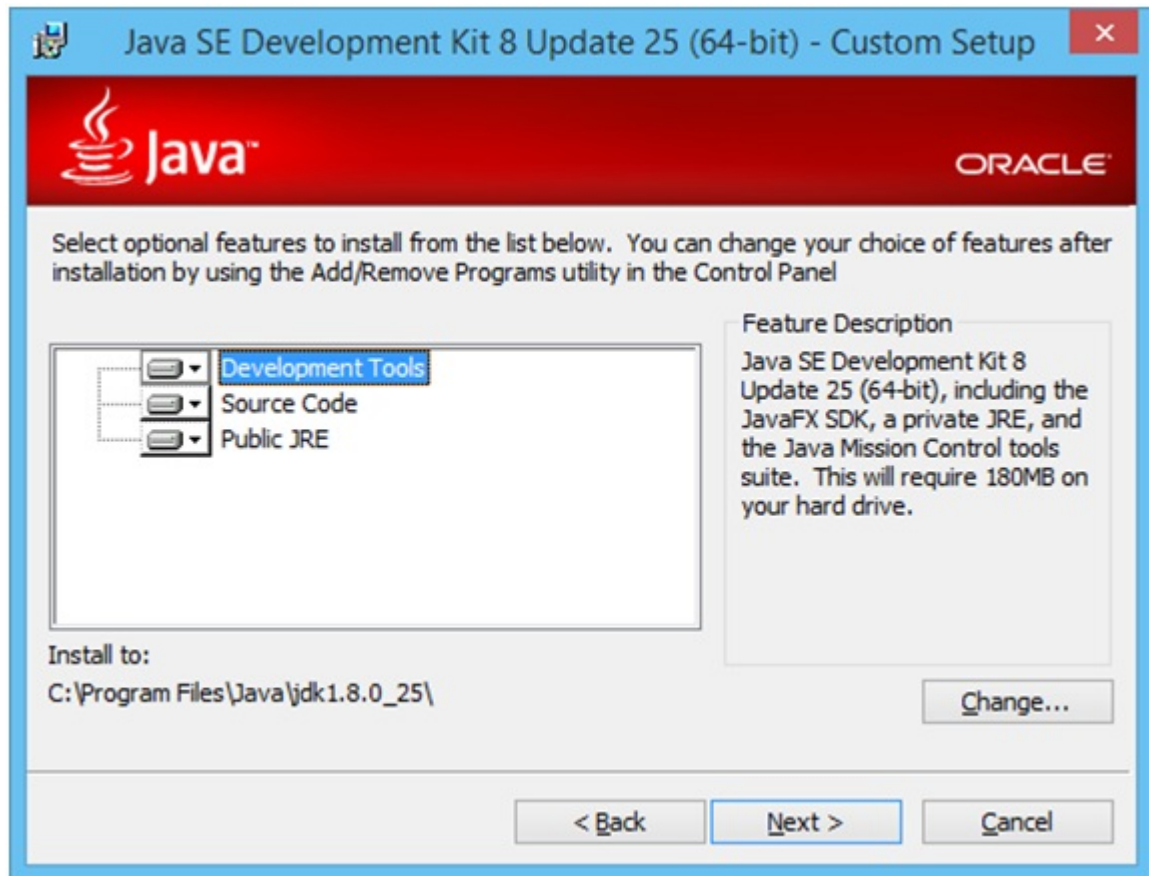 Java SE Development Kit 8 Update 25 (64-bit) - Custom Setup
Java™
ORACLE®
Select optional features to install from the list below.  You can change your choice of features after
installation by using the Add/Remove Programs utility in the Control Panel
Development Tools
Source Code
Public JRE
Feature Description
Java SE Development Kit 8
Update 25 (64-bit), including the
JavaFX SDK, a private JRE, and
the Java Mission Control tools
suite.  This will require 180MB on
your hard drive.
Install to:
C:\Program Files\Java\jdk1.8.0_25\
Change...
< Back
Next >
Cancel